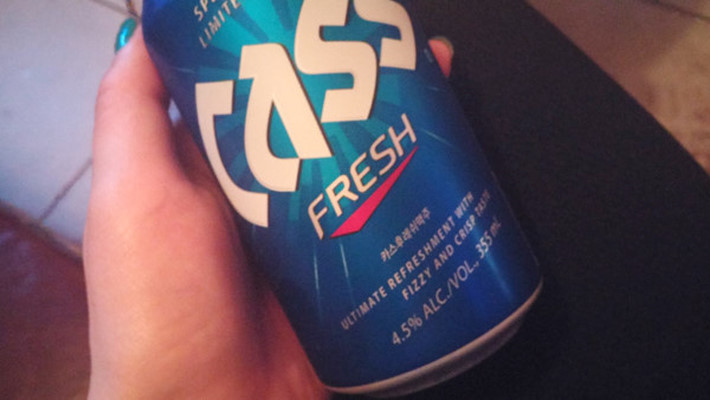 LIMITE
CASS
FRESH
카스후레쉬맥주
ULTIMATE REFRESHMENT WITH
FIZZY AND CRISP TASTE
4.5% ALC./VOL., 355 mL